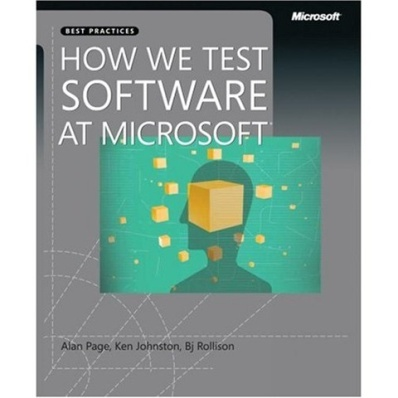 Microsoft
BEST PRACTICES
HOW WE TEST
SOFTWARE
AT MICROSOFT
Alan Page, Ken Johnston, Bj Rollison